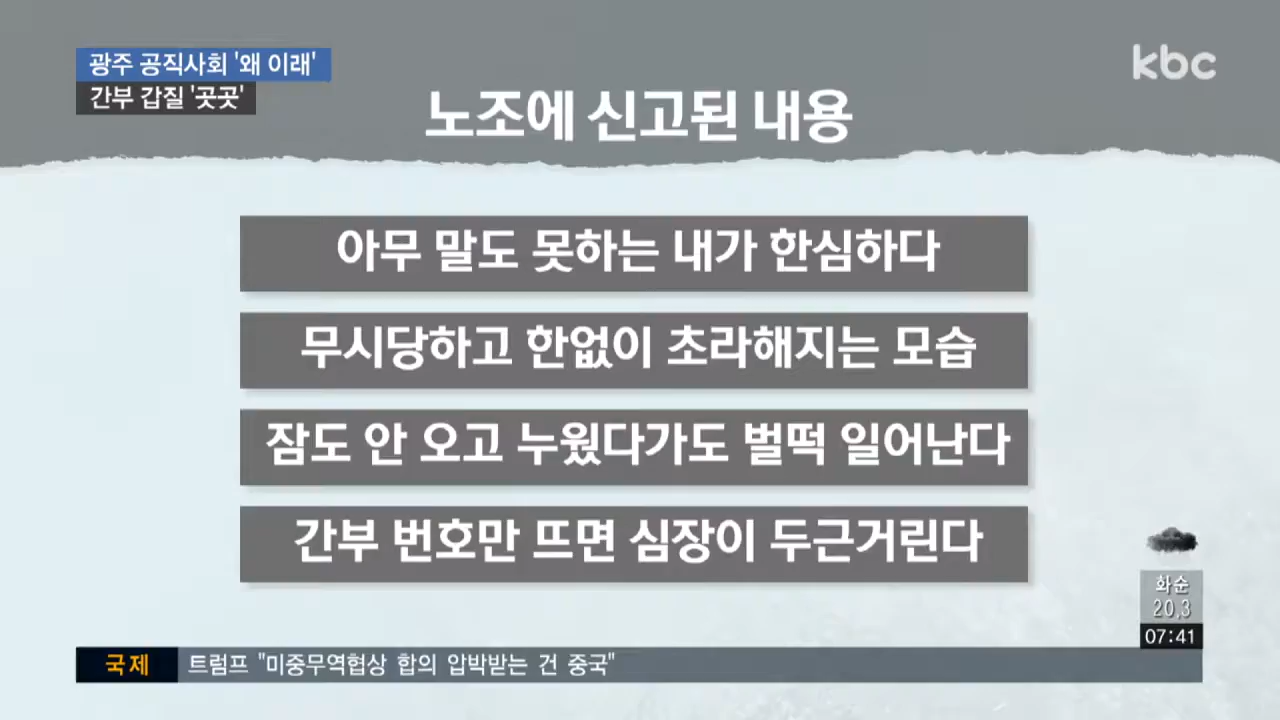 광주 공직사회 '왜 이래'
간부 갑질 '곳곳'
kbc
노조에 신고된 내용
아무 말도 못하는 내가 한심하다
무시당하고 한없이 초라해지는 모습
잠도 안 오고 누웠다가도 벌떡 일어난다
간부 번호만 뜨면 심장이 두근거린다
화순
20.3
07:41
국제 트럼프 "미중무역협상 합의 압박받는 건 중국"